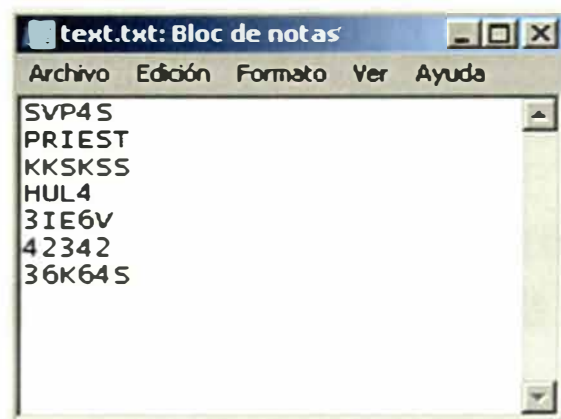 text.txt: Bloc de notas
Archivo Edición Formato Ver Ayuda
SVP4S
PRIEST
KKSKSS
HUL4
3IE6V
42342
36K64S